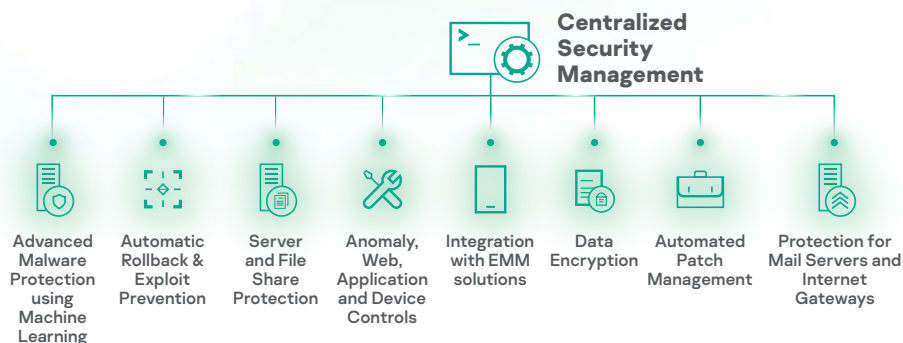 Centralized
Security
Management
Advanced
Malware
Protection
using
Machine
Learning
Automatic
Rollback &
Exploit
Prevention
Server
and File
Share
Protection
Anomaly,
Web,
Application
and Device
Controls
Integration
with EMM
solutions
Data
Encryption
Automated
Patch
Management
Protection for
Mail Servers and
Internet
Gateways